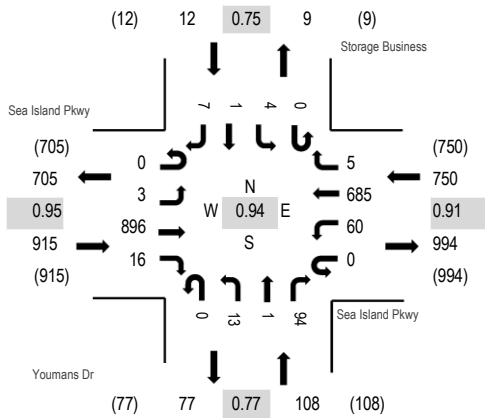 (12) 12 0.75 9 (9)
Storage Business
Sea Island Pkwy
7 1 4 0
(705) (750)
0 5
705 750
3 N 685
0.95 W 0.94 E 0.91
896 S 60
915 994
16 0
(915) (994)
0 13 1 94
Sea Island Pkwy
Youmans Dr
(77) 77 0.77 108 (108)